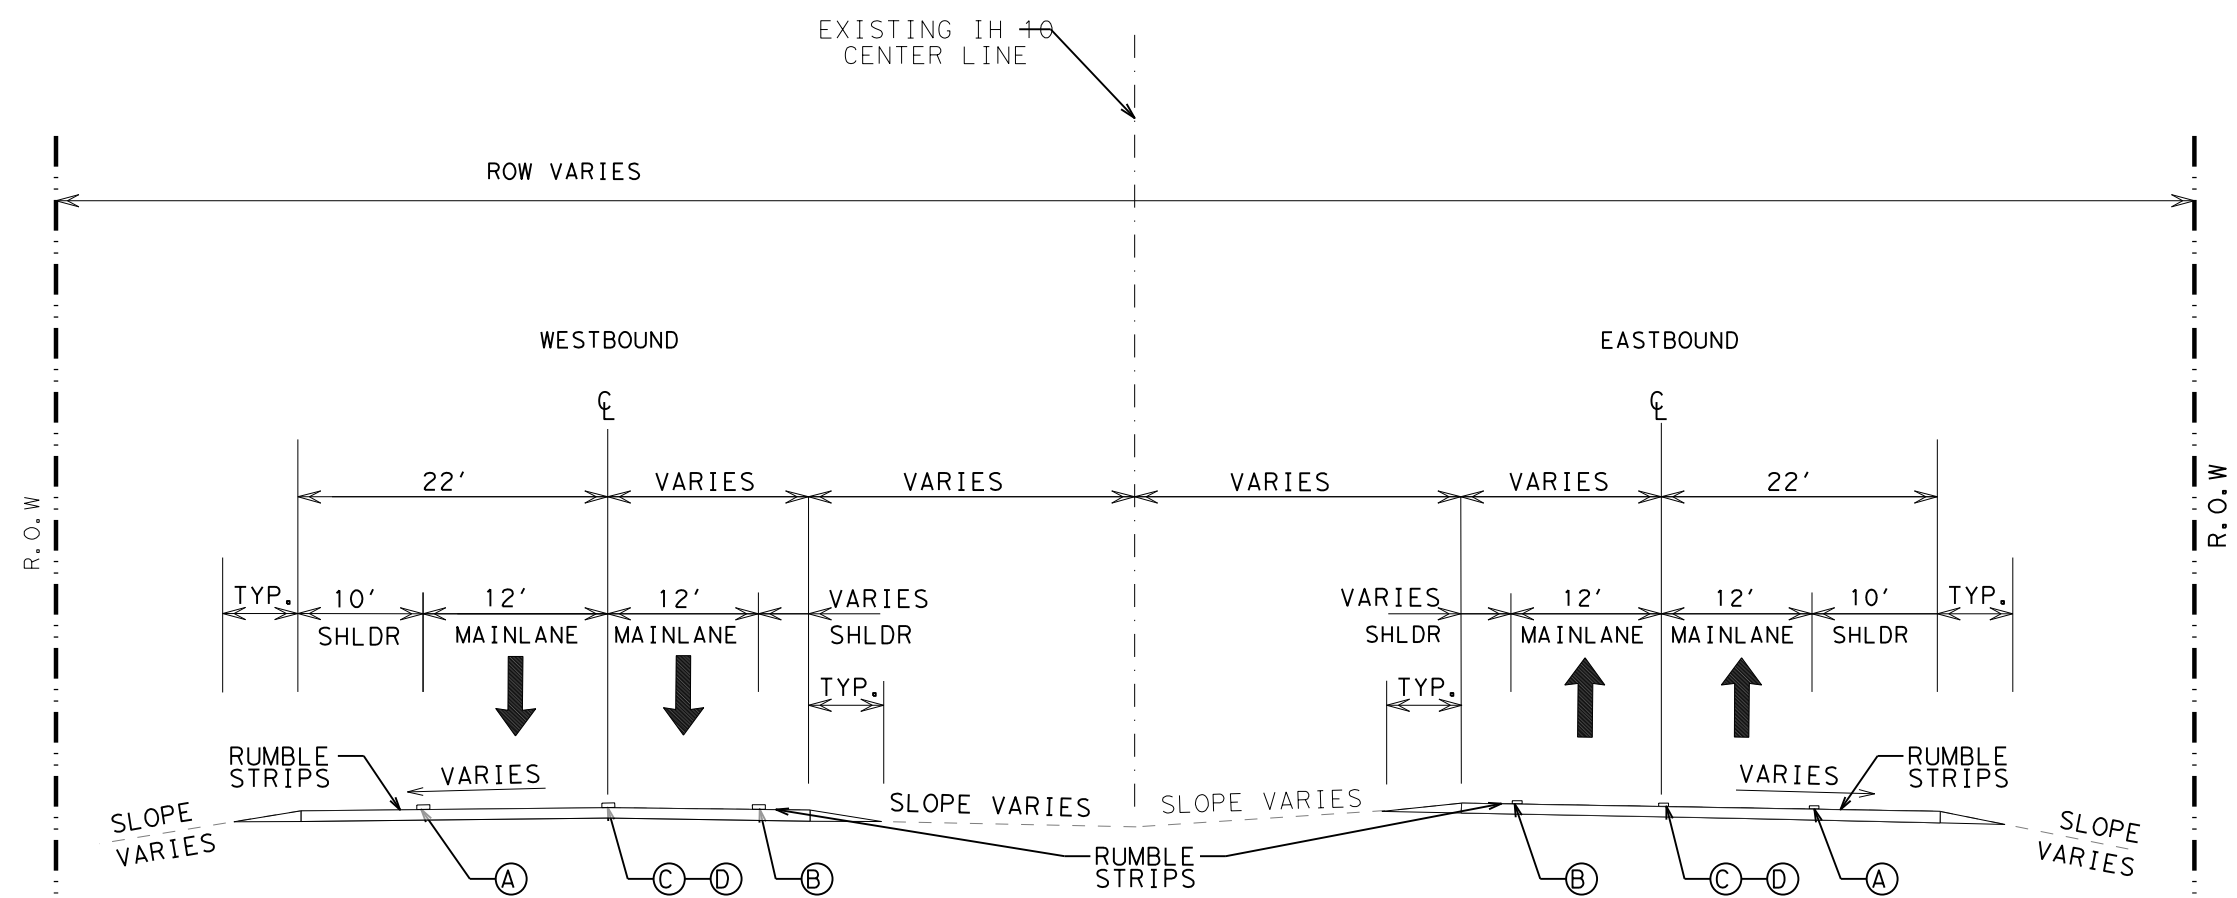 EXISTING IH 10
CENTER LINE
ROW VARIES
WESTBOUND
EASTBOUND
CL
CL
22'
VARIES
VARIES
VARIES
VARIES
22'
R.O.W
R.O.W
TYP.
10'
12'
12'
VARIES
VARIES
12'
12'
10'
TYP.
SHLDR
MAINLANE
MAINLANE
SHLDR
SHLDR
MAINLANE
MAINLANE
SHLDR
TYP.
TYP.
RUMBLE
STRIPS
VARIES
VARIES
RUMBLE
STRIPS
SLOPE
VARIES
SLOPE VARIES
SLOPE VARIES
SLOPE
VARIES
RUMBLE
STRIPS
A
C
D
B
B
C
D
A